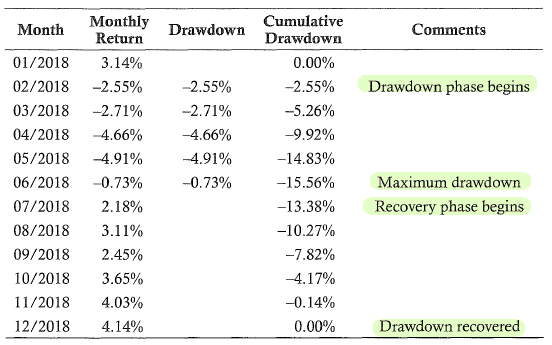 Month Monthly Return Drawdown Cumulative Drawdown Comments
01/2018 3.14% 0.00%
02/2018 −2.55% −2.55% −2.55% Drawdown phase begins
03/2018 −2.71% −2.71% −5.26%
04/2018 −4.66% −4.66% −9.92%
05/2018 −4.91% −4.91% −14.83%
06/2018 −0.73% −0.73% −15.56% Maximum drawdown
07/2018 2.18% −13.38% Recovery phase begins
08/2018 3.11% −10.27%
09/2018 2.45% −7.82%
10/2018 3.65% −4.17%
11/2018 4.03% −0.14%
12/2018 4.14% 0.00% Drawdown recovered